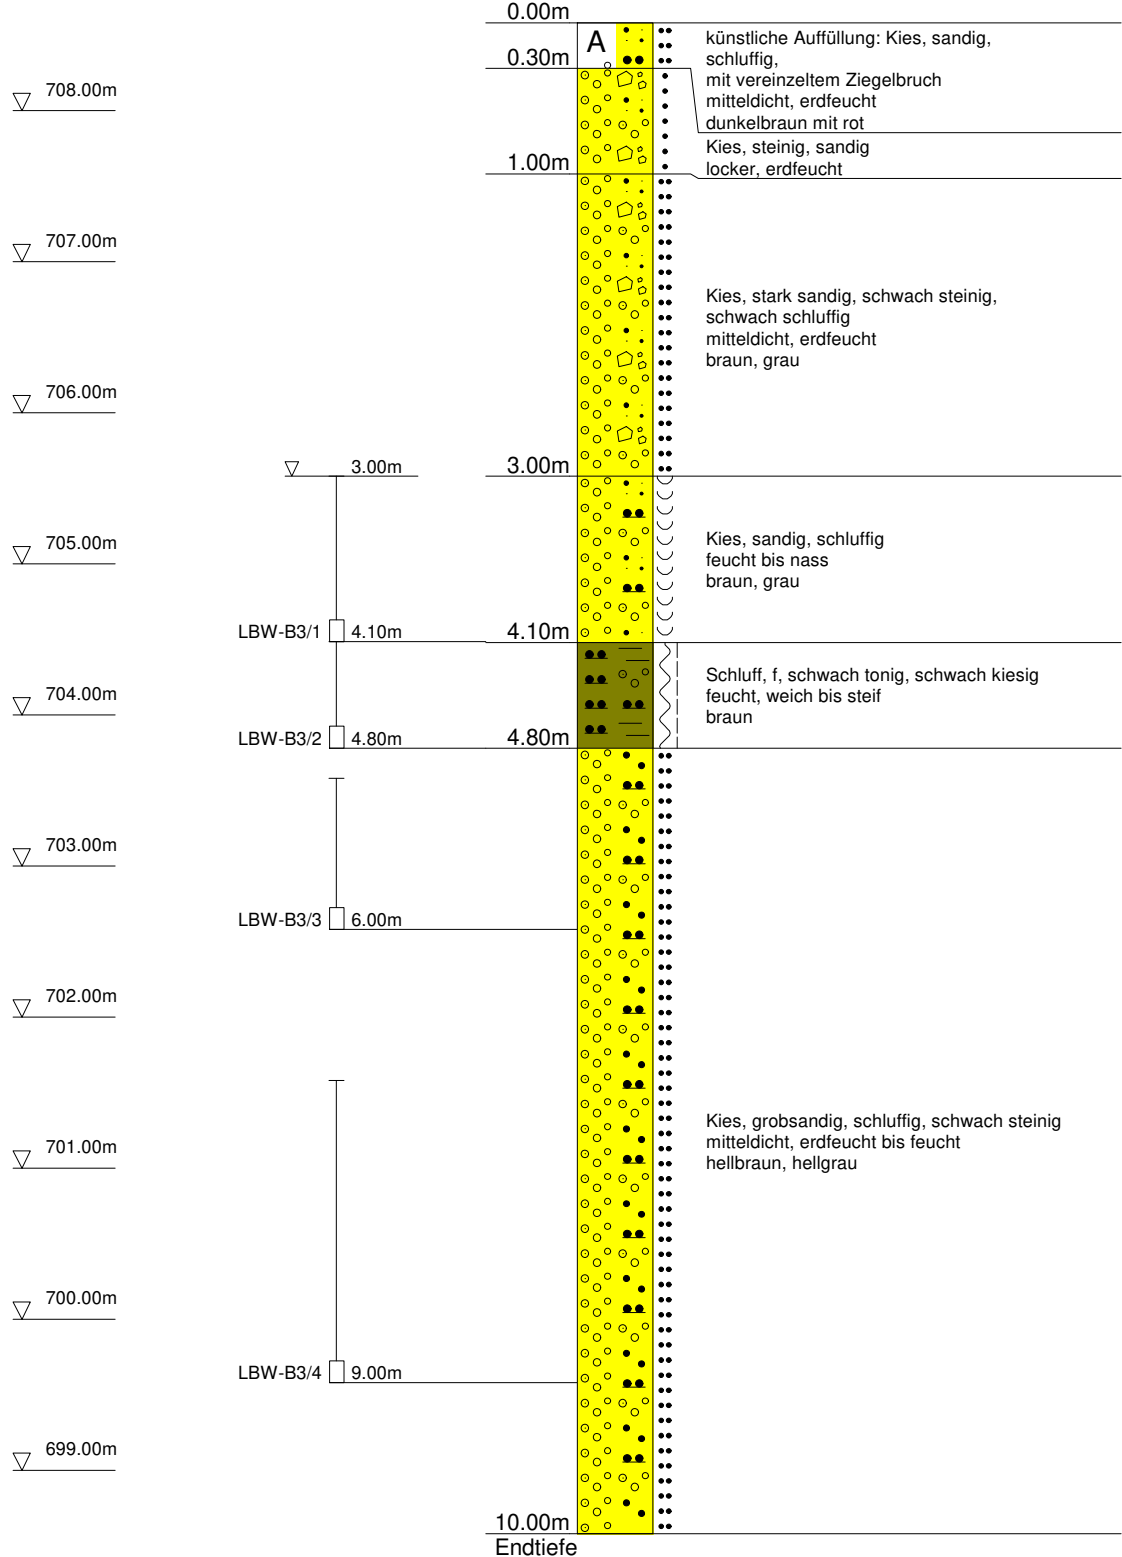 0.00m
A
künstliche Auffüllung: Kies, sandig,
schluffig,
mit vereinzeltem Ziegelbruch
mitteldicht, erdfeucht
dunkelbraun mit rot
0.30m
708.00m
Kies, steinig, sandig
locker, erdfeucht
1.00m
707.00m
Kies, stark sandig, schwach steinig,
schwach schluffig
mitteldicht, erdfeucht
braun, grau
706.00m
3.00m
3.00m
705.00m
Kies, sandig, schluffig
feucht bis nass
braun, grau
LBW-B3/1
4.10m
4.10m
704.00m
Schluff, f, schwach tonig, schwach kiesig
feucht, weich bis steif
braun
LBW-B3/2
4.80m
4.80m
703.00m
LBW-B3/3
6.00m
702.00m
701.00m
Kies, grobsandig, schluffig, schwach steinig
mitteldicht, erdfeucht bis feucht
hellbraun, hellgrau
700.00m
LBW-B3/4
9.00m
699.00m
10.00m
Endtiefe